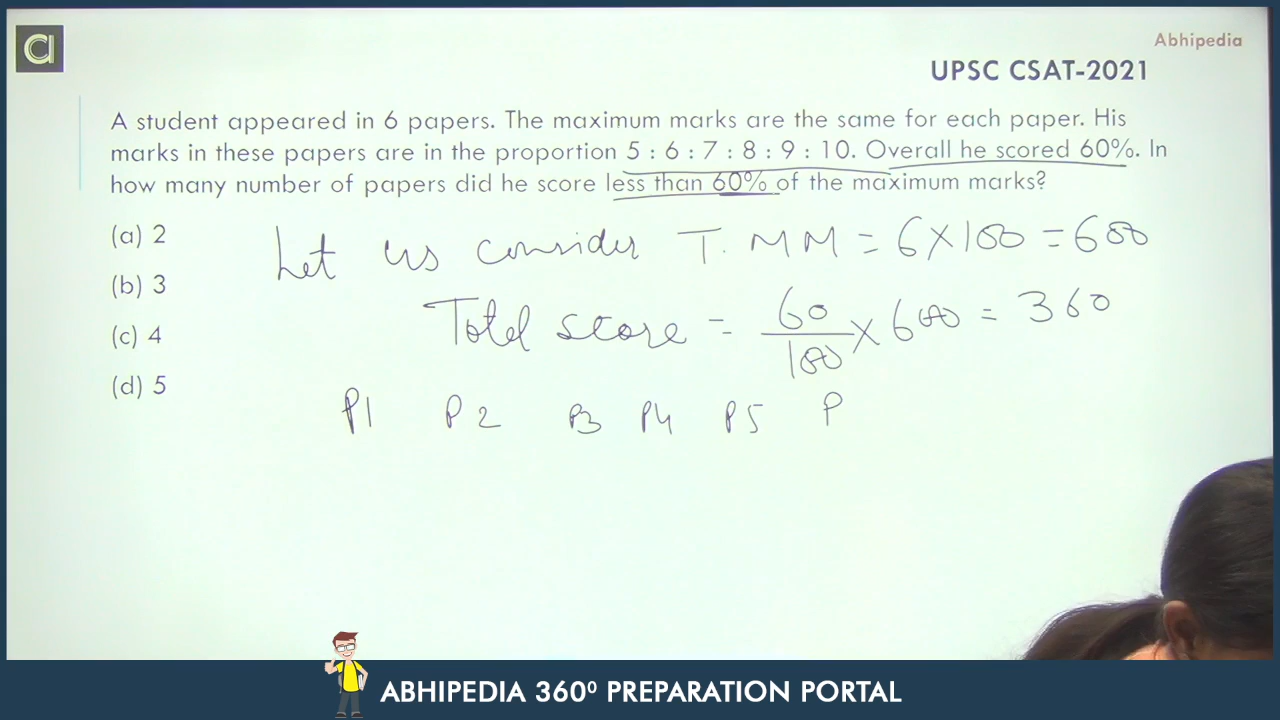 Abhipedia
UPSC CSAT-2021
A student appeared in 6 papers. The maximum marks are the same for each paper. His
marks in these papers are in the proportion 5 : 6 : 7 : 8 : 9 : 10. Overall he scored 60%. In
how many number of papers did he score less than 60% of the maximum marks?
(a) 2
(b) 3
(c) 4
(d) 5
Let us consider T. MM = 6 × 100 = 600
Total score = 60/100 × 600 = 360
P1 P2 P3 P4 P5 P
ABHIPEDIA 360⁰ PREPARATION PORTAL